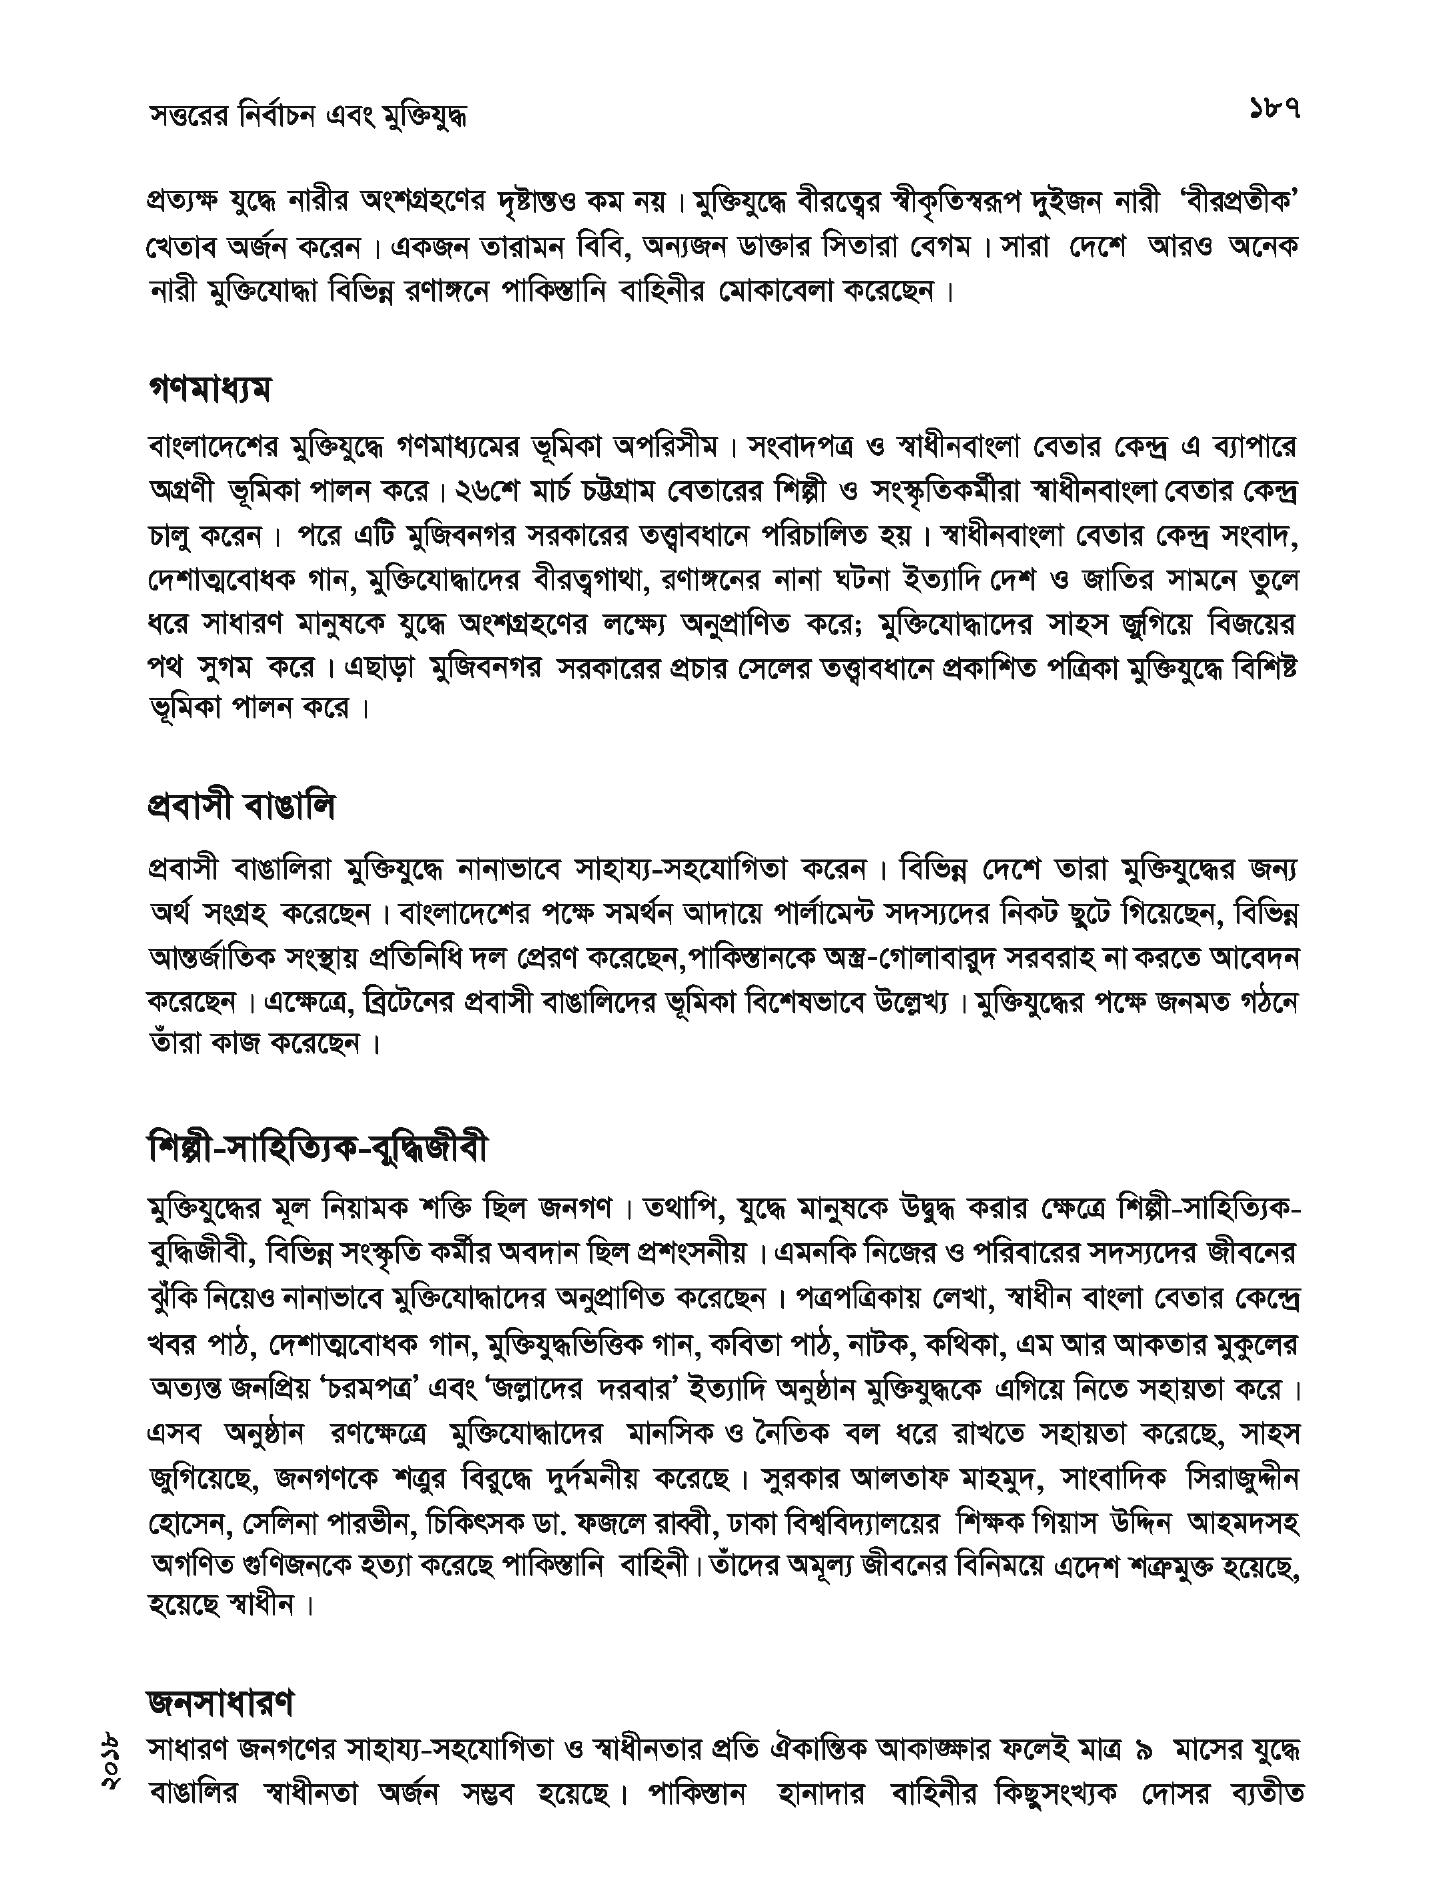 সত্তরের নির্বাচন এবং মুক্তিযুদ্ধ
১৮৭
প্রত্যক্ষ যুদ্ধে নারীর অংশগ্রহণের দৃষ্টান্তও কম নয়। মুক্তিযুদ্ধে বীরত্বের স্বীকৃতিস্বরূপ দুইজন নারী ‘বীরপ্রতীক’
খেতাব অর্জন করেন। একজন তারামন বিবি, অন্যজন ডাক্তার সিতারা বেগম। সারা দেশে আরও অনেক
নারী মুক্তিযোদ্ধা বিভিন্ন রণাঙ্গনে পাকিস্তানি বাহিনীর মোকাবেলা করেছেন।
গণমাধ্যম
বাংলাদেশের মুক্তিযুদ্ধে গণমাধ্যমের ভূমিকা অপরিসীম। সংবাদপত্র ও স্বাধীনবাংলা বেতার কেন্দ্র এ ব্যাপারে
অগ্রণী ভূমিকা পালন করে। ২৬শে মার্চ চট্টগ্রাম বেতারের শিল্পী ও সংস্কৃতিকর্মীরা স্বাধীনবাংলা বেতার কেন্দ্র
চালু করেন। পরে এটি মুজিবনগর সরকারের তত্ত্বাবধানে পরিচালিত হয়। স্বাধীনবাংলা বেতার কেন্দ্র সংবাদ,
দেশাত্মবোধক গান, মুক্তিযোদ্ধাদের বীরত্বগাথা, রণাঙ্গনের নানা ঘটনা ইত্যাদি দেশ ও জাতির সামনে তুলে
ধরে সাধারণ মানুষকে যুদ্ধে অংশগ্রহণের লক্ষ্যে অনুপ্রাণিত করে; মুক্তিযোদ্ধাদের সাহস জুগিয়ে বিজয়ের
পথ সুগম করে। এছাড়া মুজিবনগর সরকারের প্রচার সেলের তত্ত্বাবধানে প্রকাশিত পত্রিকা মুক্তিযুদ্ধে বিশিষ্ট
ভূমিকা পালন করে।
প্রবাসী বাঙালি
প্রবাসী বাঙালিরা মুক্তিযুদ্ধে নানাভাবে সাহায্য-সহযোগিতা করেন। বিভিন্ন দেশে তারা মুক্তিযুদ্ধের জন্য
অর্থ সংগ্রহ করেছেন। বাংলাদেশের পক্ষে সমর্থন আদায়ে পার্লামেন্ট সদস্যদের নিকট ছুটে গিয়েছেন, বিভিন্ন
আন্তর্জাতিক সংস্থায় প্রতিনিধি দল প্রেরণ করেছেন,পাকিস্তানকে অস্ত্র-গোলাবারুদ সরবরাহ না করতে আবেদন
করেছেন। এক্ষেত্রে, ব্রিটেনের প্রবাসী বাঙালিদের ভূমিকা বিশেষভাবে উল্লেখ্য। মুক্তিযুদ্ধের পক্ষে জনমত গঠনে
তাঁরা কাজ করেছেন।
শিল্পী-সাহিত্যিক-বুদ্ধিজীবী
মুক্তিযুদ্ধের মূল নিয়ামক শক্তি ছিল জনগণ। তথাপি, যুদ্ধে মানুষকে উদ্বুদ্ধ করার ক্ষেত্রে শিল্পী-সাহিত্যিক-
বুদ্ধিজীবী, বিভিন্ন সংস্কৃতি কর্মীর অবদান ছিল প্রশংসনীয়। এমনকি নিজের ও পরিবারের সদস্যদের জীবনের
ঝুঁকি নিয়েও নানাভাবে মুক্তিযোদ্ধাদের অনুপ্রাণিত করেছেন। পত্রপত্রিকায় লেখা, স্বাধীন বাংলা বেতার কেন্দ্রে
খবর পাঠ, দেশাত্মবোধক গান, মুক্তিযুদ্ধভিত্তিক গান, কবিতা পাঠ, নাটক, কথিকা, এম আর আকতার মুকুলের
অত্যন্ত জনপ্রিয় ‘চরমপত্র’ এবং ‘জল্লাদের দরবার’ ইত্যাদি অনুষ্ঠান মুক্তিযুদ্ধকে এগিয়ে নিতে সহায়তা করে।
এসব অনুষ্ঠান রণক্ষেত্রে মুক্তিযোদ্ধাদের মানসিক ও নৈতিক বল ধরে রাখতে সহায়তা করেছে, সাহস
জুগিয়েছে, জনগণকে শত্রুর বিরুদ্ধে দুর্দমনীয় করেছে। সুরকার আলতাফ মাহমুদ, সাংবাদিক সিরাজুদ্দীন
হোসেন, সেলিনা পারভীন, চিকিৎসক ডা. ফজলে রাব্বী, ঢাকা বিশ্ববিদ্যালয়ের শিক্ষক গিয়াস উদ্দিন আহমদসহ
অগণিত গুণিজনকে হত্যা করেছে পাকিস্তানি বাহিনী। তাঁদের অমূল্য জীবনের বিনিময়ে এদেশ শত্রুমুক্ত হয়েছে,
হয়েছে স্বাধীন।
জনসাধারণ
সাধারণ জনগণের সাহায্য-সহযোগিতা ও স্বাধীনতার প্রতি ঐকান্তিক আকাঙ্ক্ষার ফলেই মাত্র ৯ মাসের যুদ্ধে
বাঙালির স্বাধীনতা অর্জন সম্ভব হয়েছে। পাকিস্তান হানাদার বাহিনীর কিছুসংখ্যক দোসর ব্যতীত
২০১৮